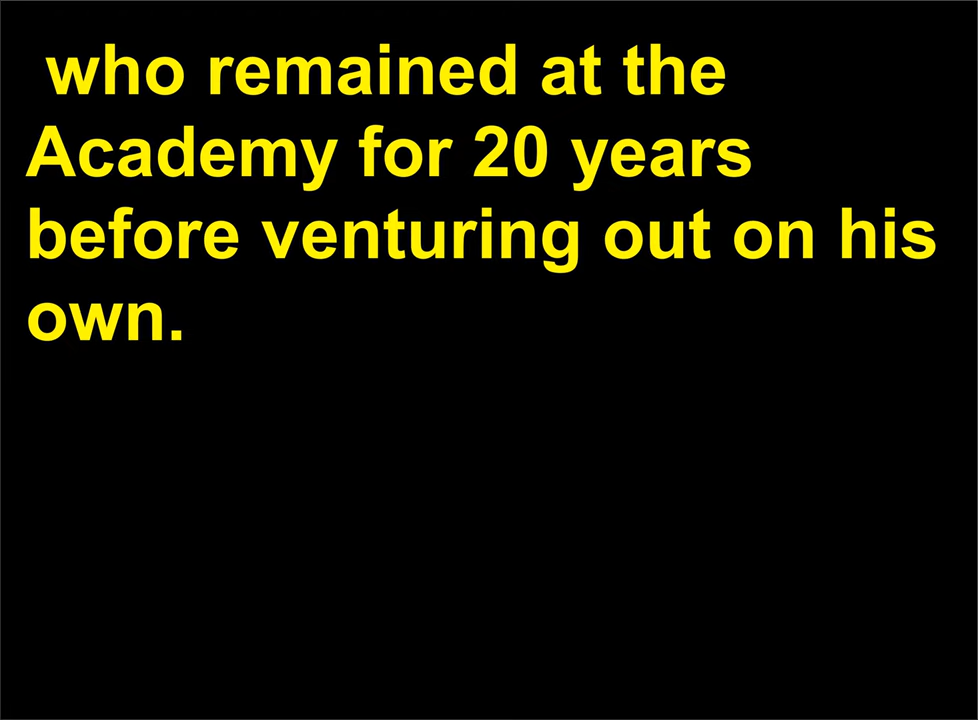 who remained at the
Academy for 20 years
before venturing out on his
own.